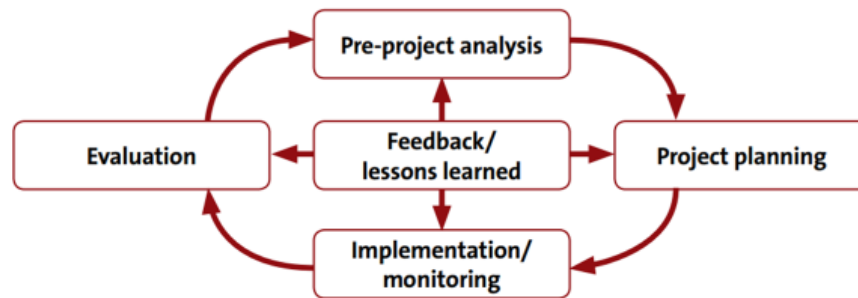 Pre-project analysis
Evaluation
Feedback/
lessons learned
Project planning
Implementation/
monitoring